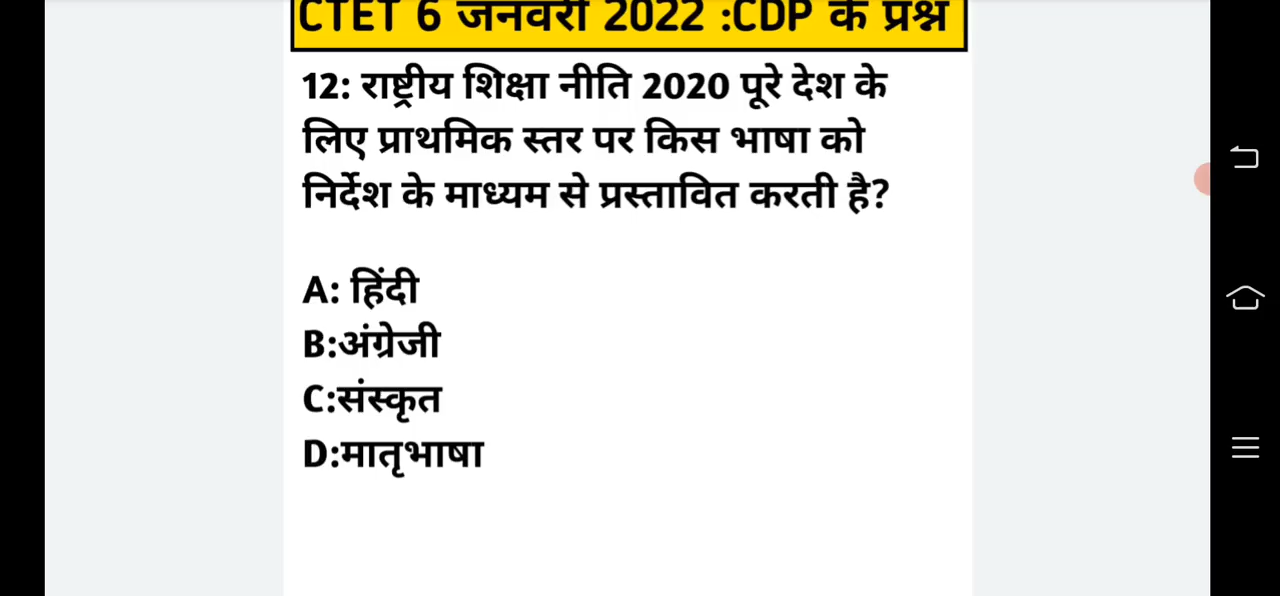 CTET 6 जनवरी 2022 :CDP के प्रश्न
12: राष्ट्रीय शिक्षा नीति 2020 पूरे देश के
लिए प्राथमिक स्तर पर किस भाषा को
निर्देश के माध्यम से प्रस्तावित करती है?
A: हिंदी
B:अंग्रेजी
C:संस्कृत
D:मातृभाषा